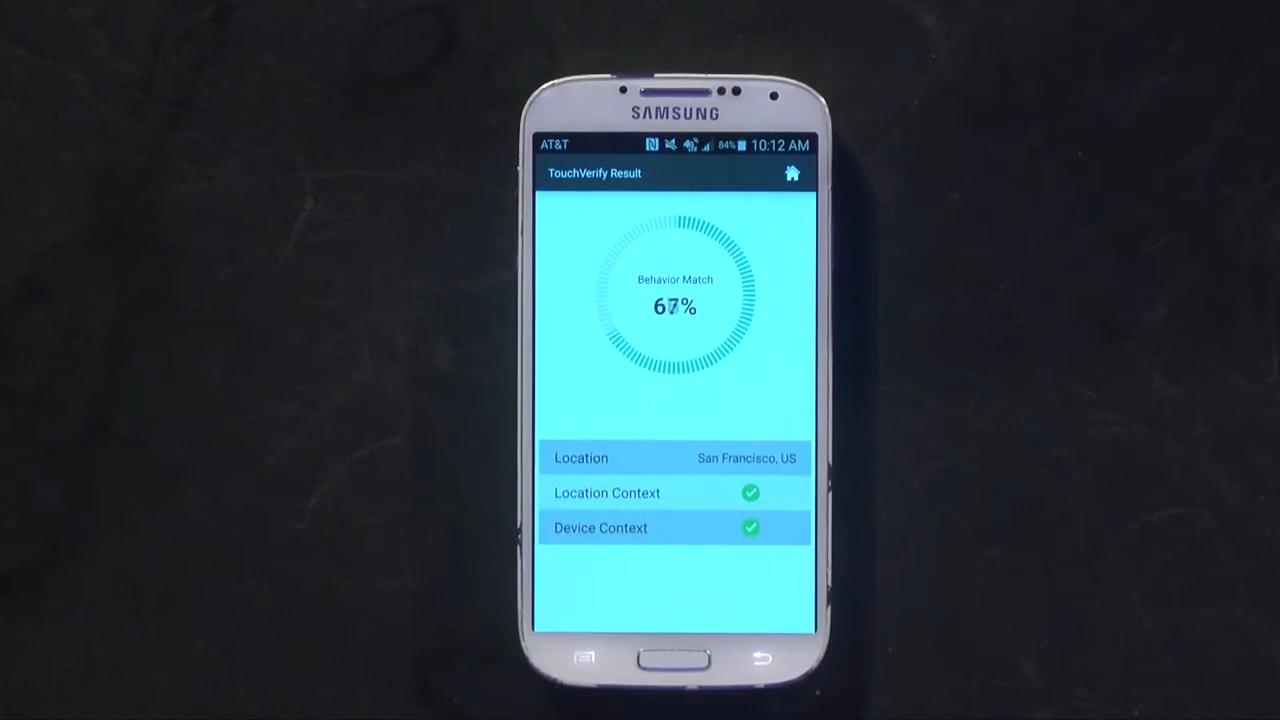 SAMSUNG
AT&T 84% 10:12 AM
TouchVerify Result
Behavior Match
67%
Location San Francisco, US
Location Context
Device Context